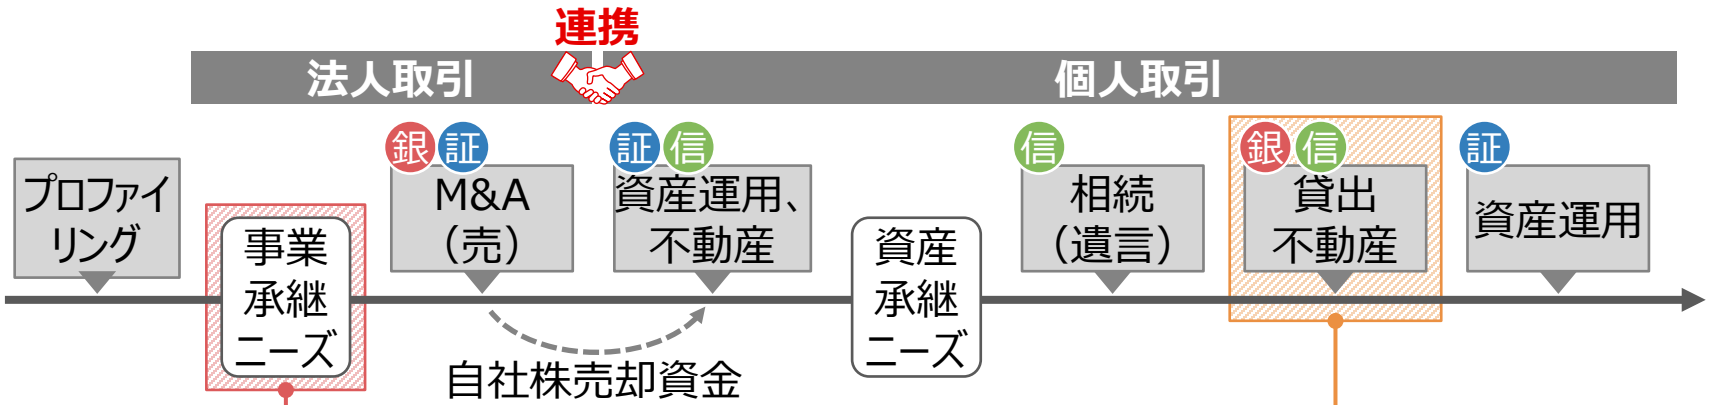 連携
法人取引
個人取引
プロファイ
リング
事業
承継
ニーズ
銀 証
M&A
（売）
証 信
資産運用、
不動産
自社株売却資金
資産
承継
ニーズ
信
相続
（遺言）
銀 信
貸出
不動産
証
資産運用